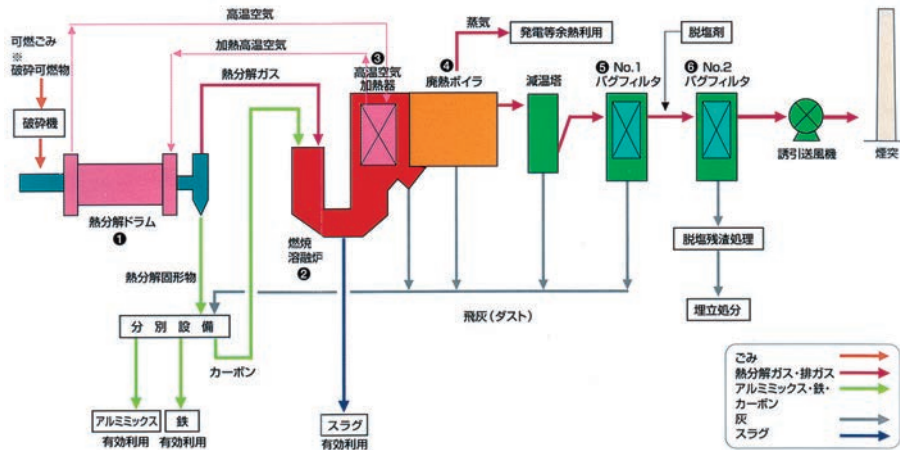 可燃ごみ
※
破砕可燃物
破砕機
高温空気
加熱高温空気
熱分解ガス
❸
高温空気
加熱器
❹
廃熱ボイラ
蒸気
発電等余熱利用
減温塔
❺ No.1
バグフィルタ
脱塩剤
❻ No.2
バグフィルタ
誘引送風機
煙突
熱分解ドラム
❶
熱分解固形物
燃焼
溶融炉
❷
分別設備
カーボン
飛灰(ダスト)
脱塩残渣処理
埋立処分
アルミミックス
有効利用
鉄
有効利用
スラグ
有効利用
ごみ
熱分解ガス・排ガス
アルミミックス・鉄・
カーボン
灰
スラグ